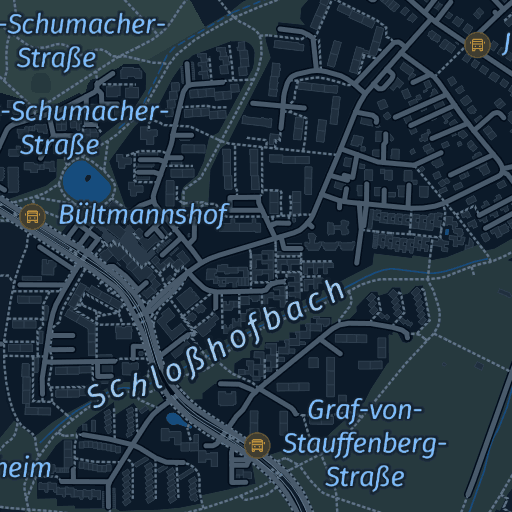 -Schumacher-
Straße
J
-Schumacher-
Straße
Bültmannshof
Schloßhofbach
Graf-von-
Stauffenberg-
Straße
heim